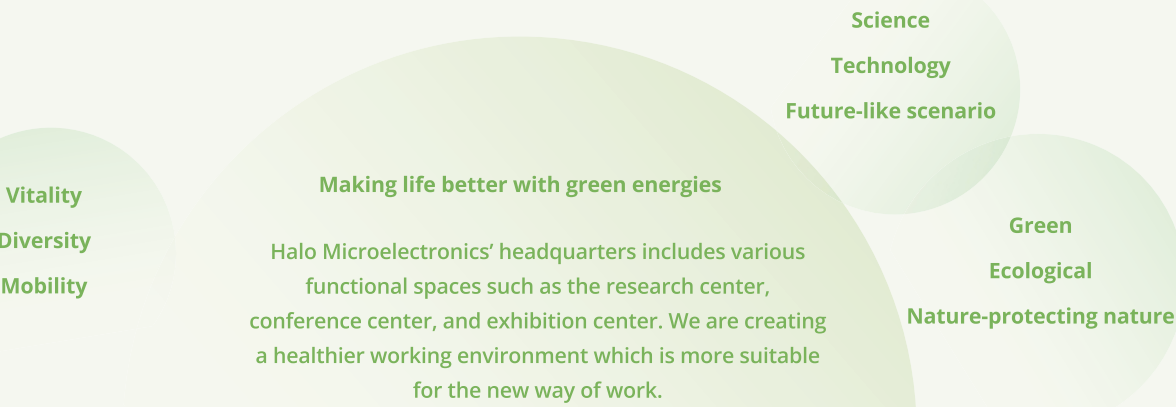 Science
Technology
Future-like scenario
Vitality
Diversity
Mobility
Making life better with green energies
Halo Microelectronics’ headquarters includes various
functional spaces such as the research center,
conference center, and exhibition center. We are creating
a healthier working environment which is more suitable
for the new way of work.
Green
Ecological
Nature-protecting nature